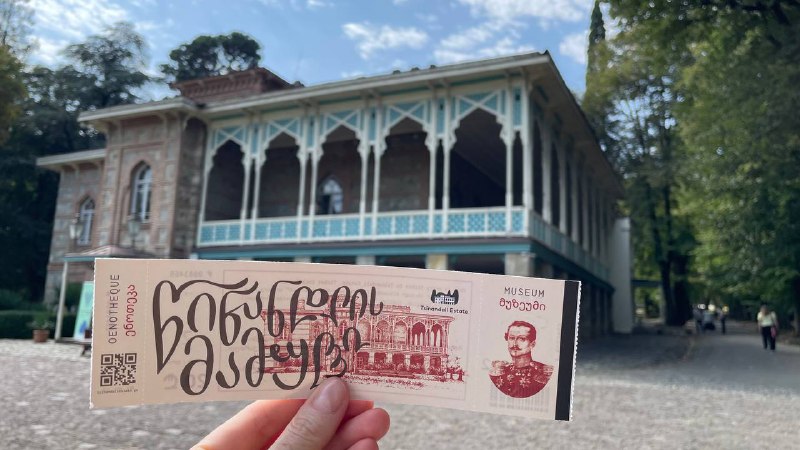 OENOTHEQUE
ენოთეკა
წინანდლის
მამული
Tsinandali Estate
MUSEUM
მუზეუმი